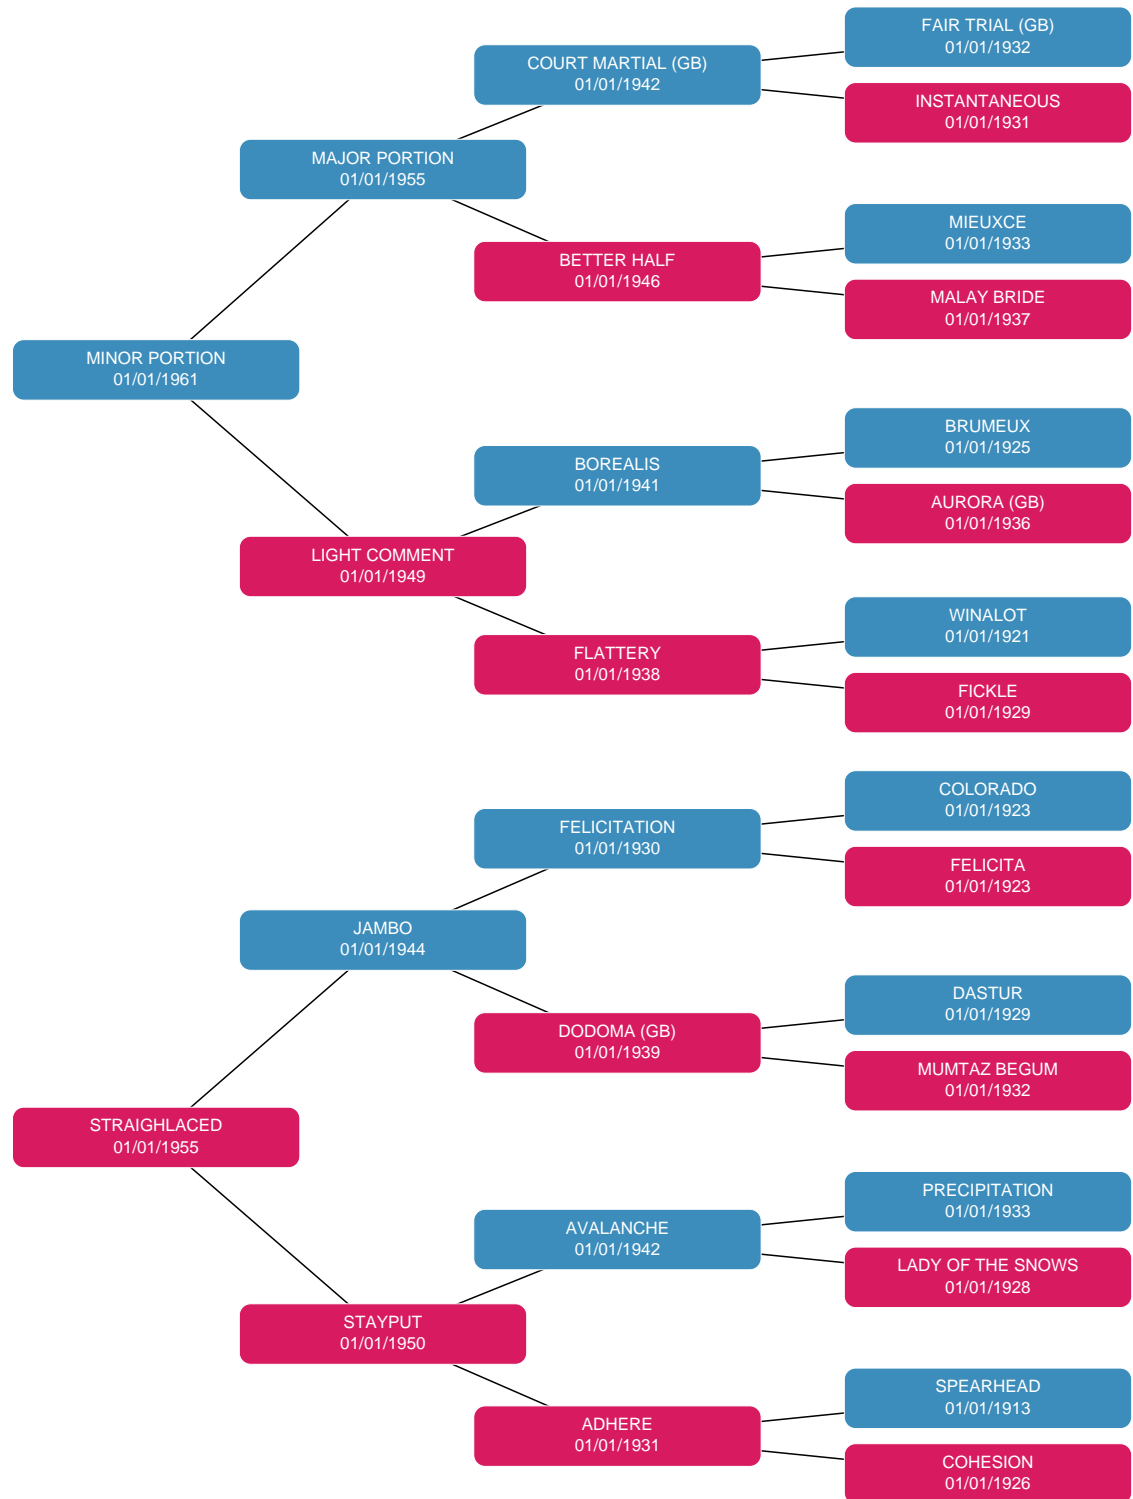 FAIR TRIAL (GB)
01/01/1932
COURT MARTIAL (GB)
01/01/1942
INSTANTANEOUS
01/01/1931
MAJOR PORTION
01/01/1955
MIEUXCE
01/01/1933
BETTER HALF
01/01/1946
MALAY BRIDE
01/01/1937
MINOR PORTION
01/01/1961
BRUMEUX
01/01/1925
BOREALIS
01/01/1941
AURORA (GB)
01/01/1936
LIGHT COMMENT
01/01/1949
WINALOT
01/01/1921
FLATTERY
01/01/1938
FICKLE
01/01/1929
COLORADO
01/01/1923
FELICITATION
01/01/1930
FELICITA
01/01/1923
JAMBO
01/01/1944
DASTUR
01/01/1929
DODOMA (GB)
01/01/1939
MUMTAZ BEGUM
01/01/1932
STRAIGHLACED
01/01/1955
PRECIPITATION
01/01/1933
AVALANCHE
01/01/1942
LADY OF THE SNOWS
01/01/1928
STAYPUT
01/01/1950
SPEARHEAD
01/01/1913
ADHERE
01/01/1931
COHESION
01/01/1926